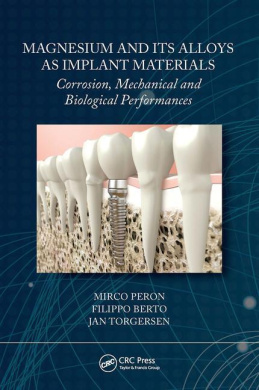 MAGNESIUM AND ITS ALLOYS
AS IMPLANT MATERIALS
Corrosion, Mechanical and
Biological Performances
MIRCO PERON
FILIPPO BERTO
JAN TORGERSEN
CRC
CRC Press
Taylor & Francis Group